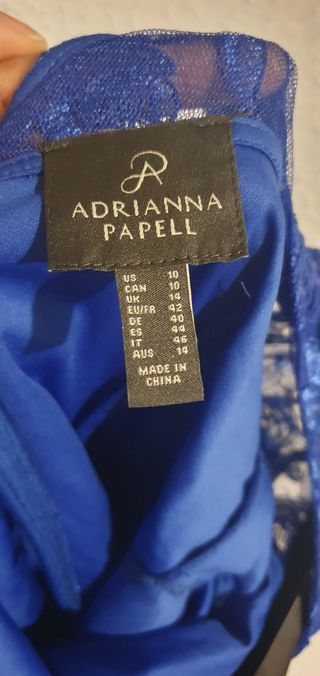 AP
ADRIANNA
PAPELL
US 10
CAN 10
UK 14
EU/FR 42
DE 40
ES 44
IT 46
AUS 14
MADE IN
CHINA